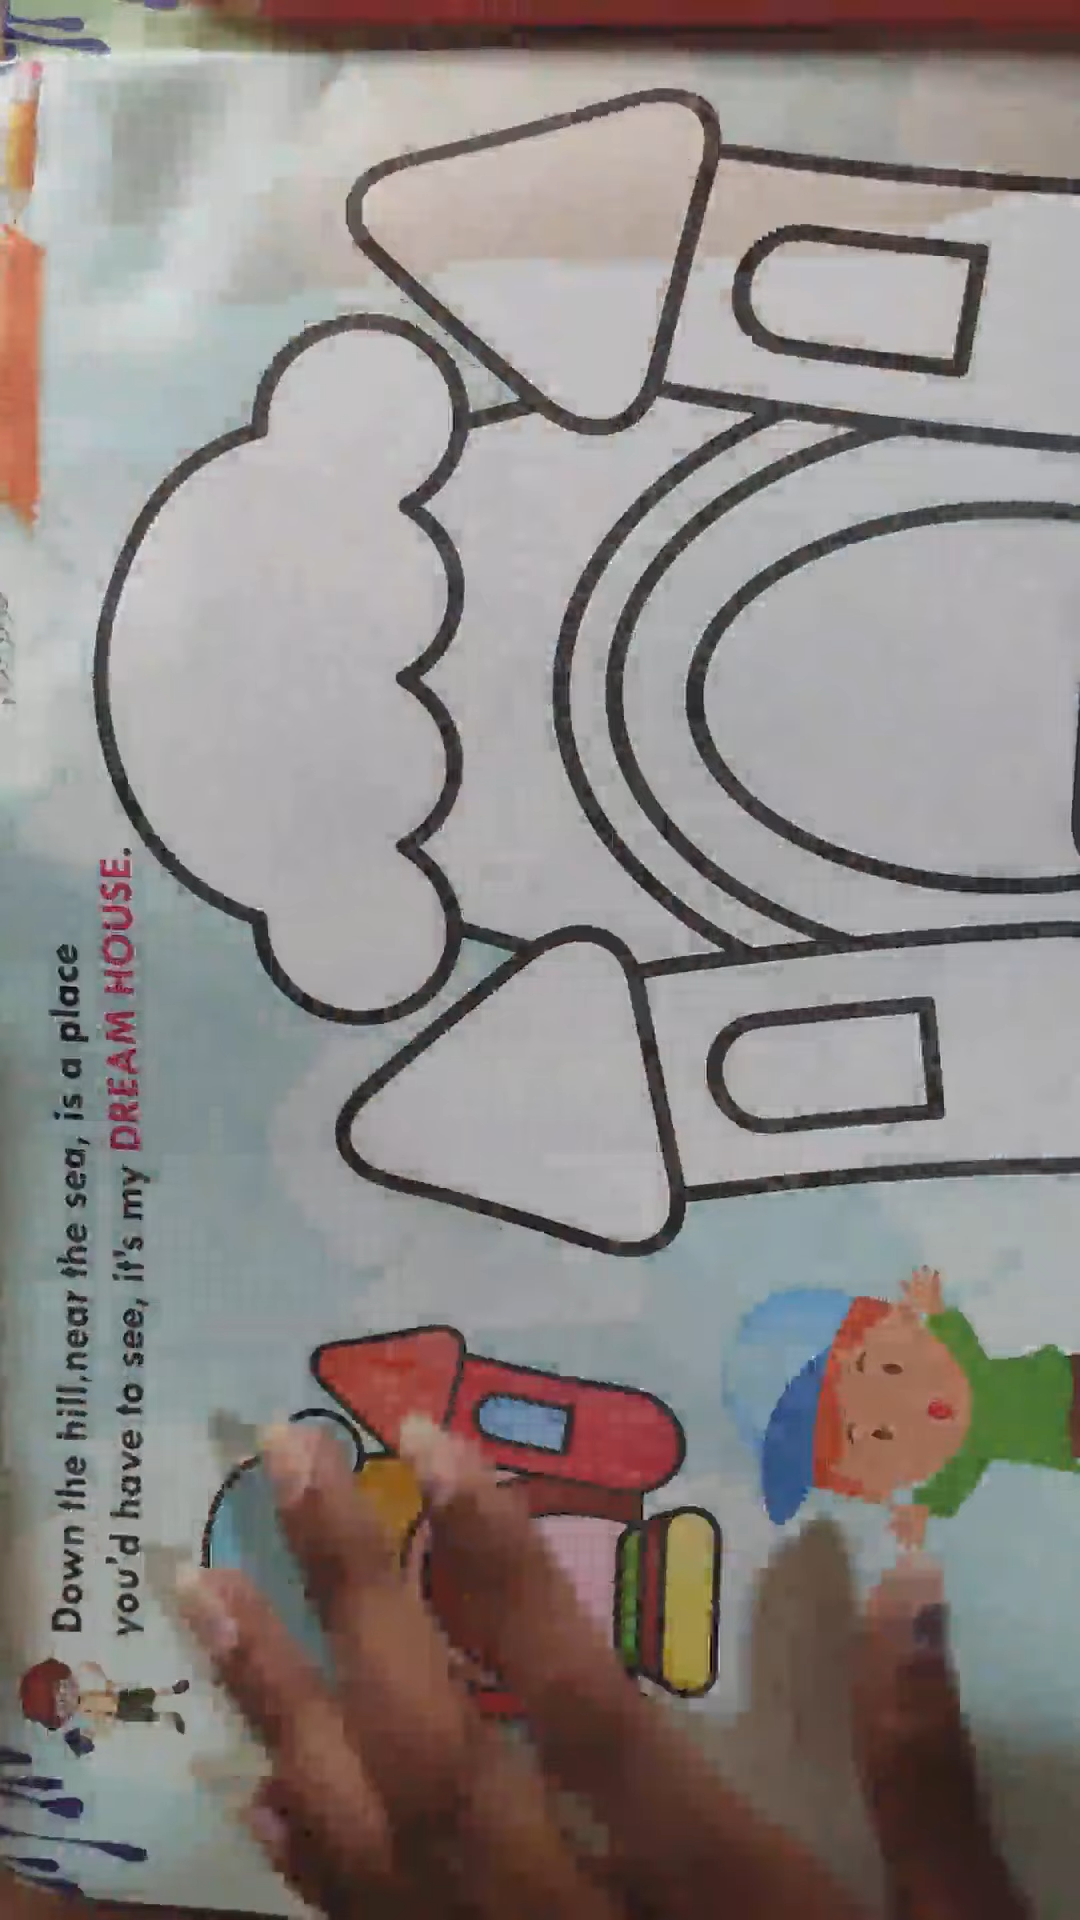 Down the hill,near the sea, is a place
you'd have to see, it's my DREAM HOUSE.